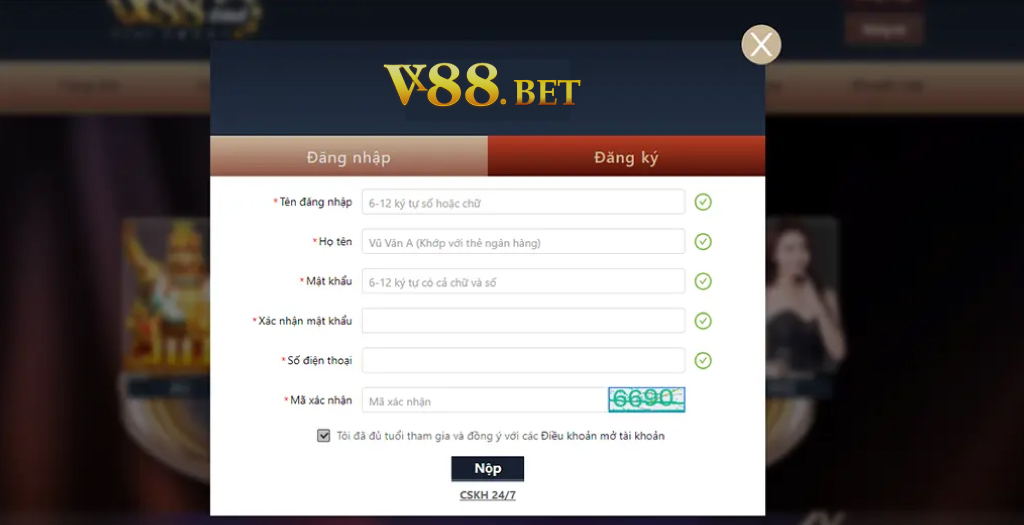 VX88.BET
Đăng nhập
Đăng ký
*Tên đăng nhập
6-12 ký tự số hoặc chữ
*Họ tên
Vũ Văn A (Khớp với thẻ ngân hàng)
*Mật khẩu
6-12 ký tự có cả chữ và số
*Xác nhận mật khẩu
*Số điện thoại
*Mã xác nhận
Mã xác nhận
6690
Tôi đã đủ tuổi tham gia và đồng ý với các Điều khoản mở tài khoản
Nộp
CSKH 24/7